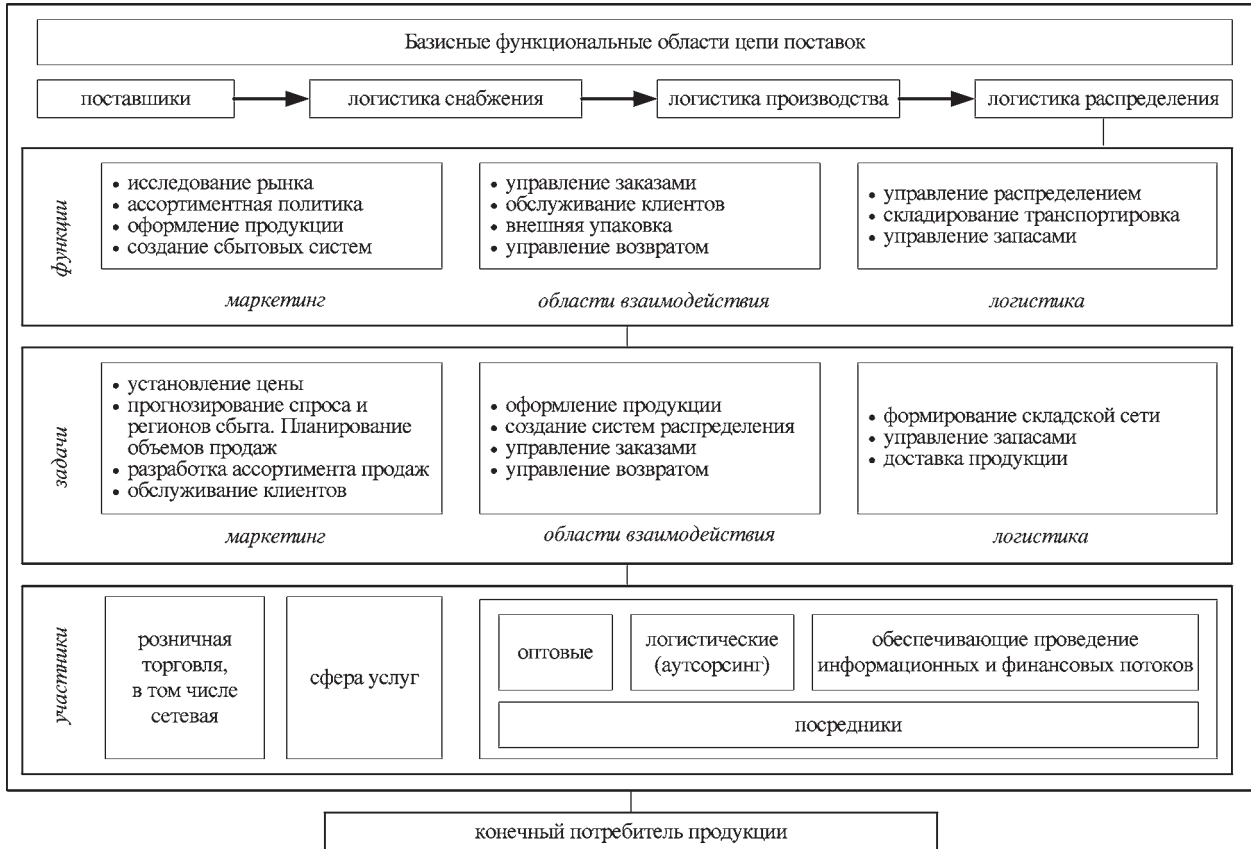 Базисные функциональные области цепи поставок
поставшики
логистика снабжения
логистика производства
логистика распределения
функции
• исследование рынка
• ассортиментная политика
• оформление продукции
• создание сбытовых систем
маркетинг
• управление заказами
• обслуживание клиентов
• внешняя упаковка
• управление возвратом
области взаимодействия
• управление распределением
• складирование транспортировка
• управление запасами
логистика
задачи
• установление цены
• прогнозирование спроса и
регионов сбыта. Планирование
объемов продаж
• разработка ассортимента продаж
• обслуживание клиентов
маркетинг
• оформление продукции
• создание систем распределения
• управление заказами
• управление возвратом
области взаимодействия
• формирование складской сети
• управление запасами
• доставка продукции
логистика
участники
розничная
торговля,
в том числе
сетевая
сфера услуг
оптовые
логистические
(аутсорсинг)
обеспечивающие проведение
информационных и финансовых потоков
посредники
конечный потребитель продукции